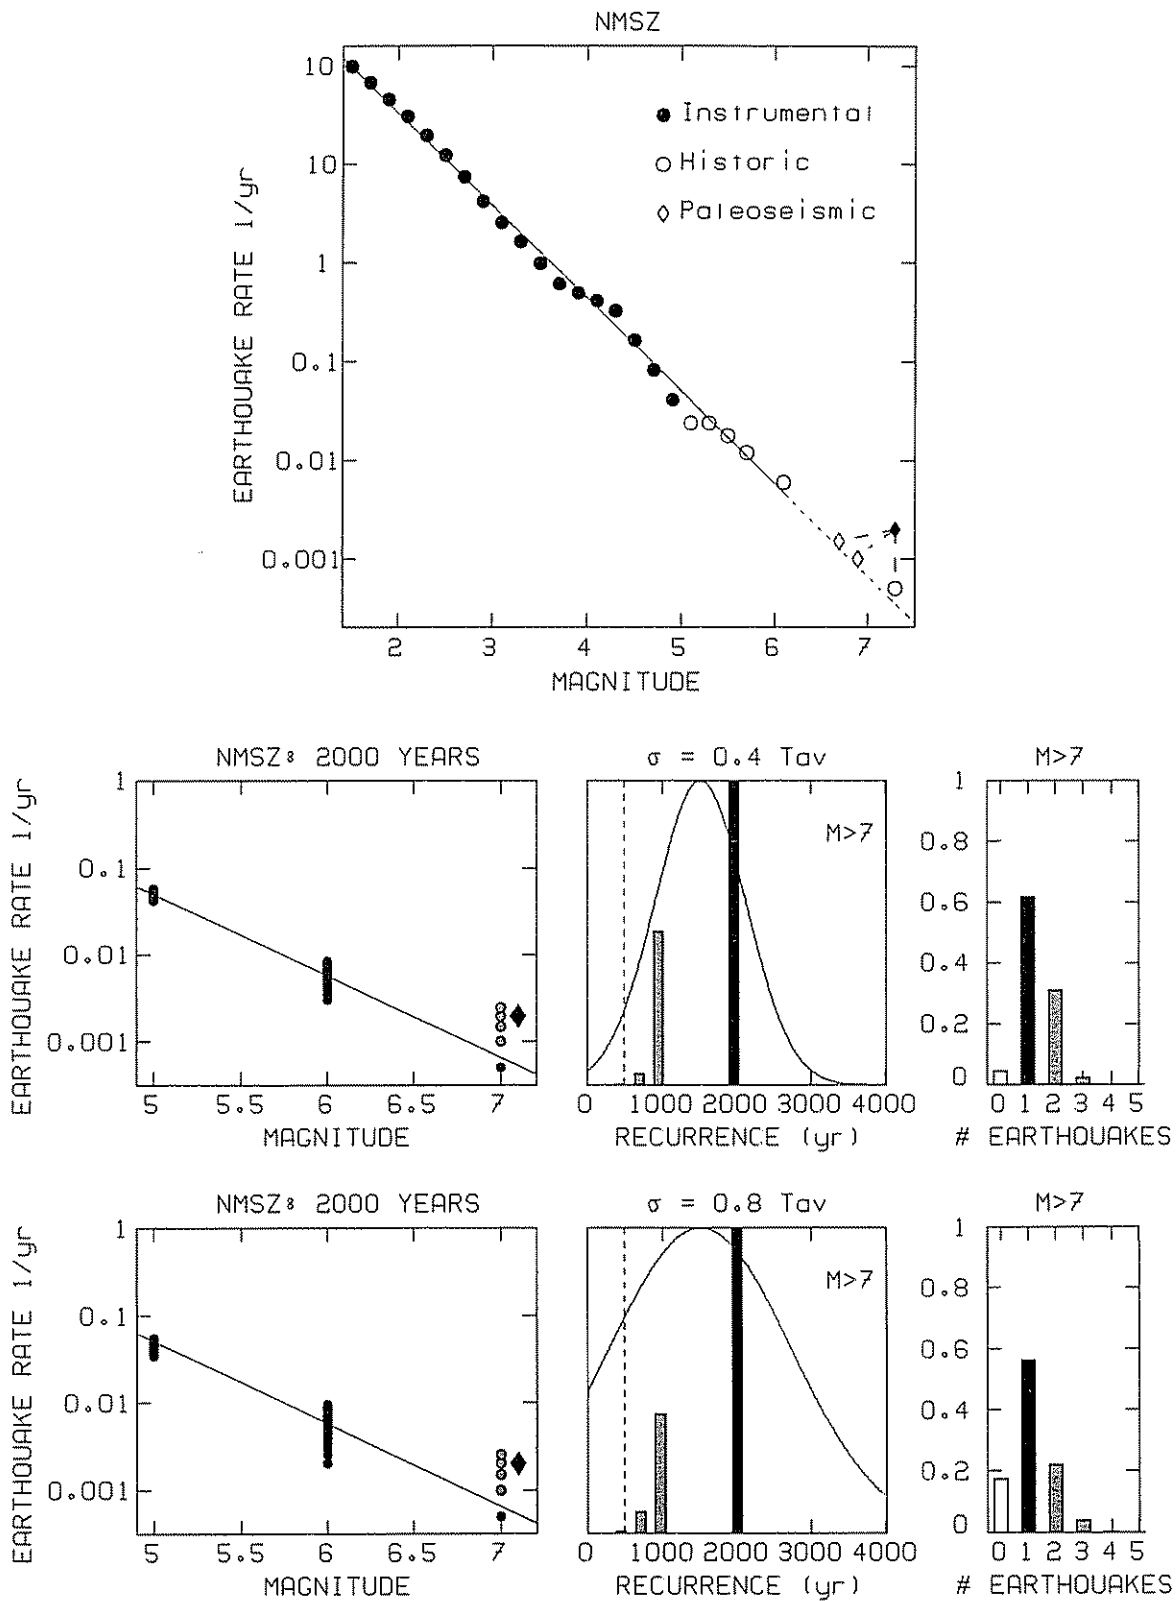 NMSZ
10
10
1
0.1
0.01
0.001
EARTHQUAKE RATE 1/yr
Instrumental
Historic
Paleoseismic
2 3 4 5 6 7
MAGNITUDE
NMSZ: 2000 YEARS
1
0.1
0.01
0.001
EARTHQUAKE RATE 1/yr
5 5.5 6 6.5 7
MAGNITUDE
σ = 0.4 Tav
M>7
0 1000 2000 3000 4000
RECURRENCE (yr)
M>7
1
0.8
0.6
0.4
0.2
0
0 1 2 3 4 5
# EARTHQUAKES
NMSZ: 2000 YEARS
1
0.1
0.01
0.001
EARTHQUAKE RATE 1/yr
5 5.5 6 6.5 7
MAGNITUDE
σ = 0.8 Tav
M>7
0 1000 2000 3000 4000
RECURRENCE (yr)
M>7
1
0.8
0.6
0.4
0.2
0
0 1 2 3 4 5
# EARTHQUAKES